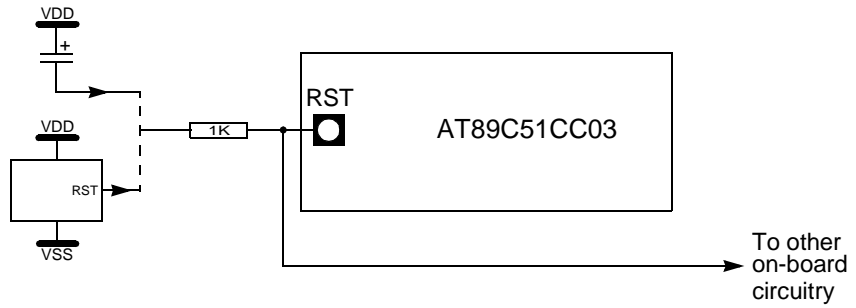 VDD
+
RST
1K
AT89C51CC03
VDD
RST
VSS
To other
on-board
circuitry